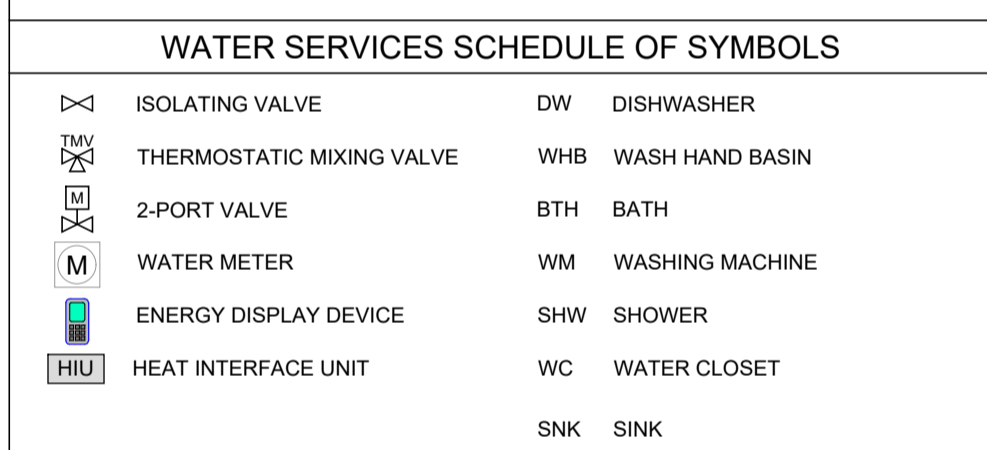 WATER SERVICES SCHEDULE OF SYMBOLS
ISOLATING VALVE DW DISHWASHER
TMV THERMOSTATIC MIXING VALVE WHB WASH HAND BASIN
M 2-PORT VALVE BTH BATH
M WATER METER WM WASHING MACHINE
ENERGY DISPLAY DEVICE SHW SHOWER
HIU HEAT INTERFACE UNIT WC WATER CLOSET
SNK SINK